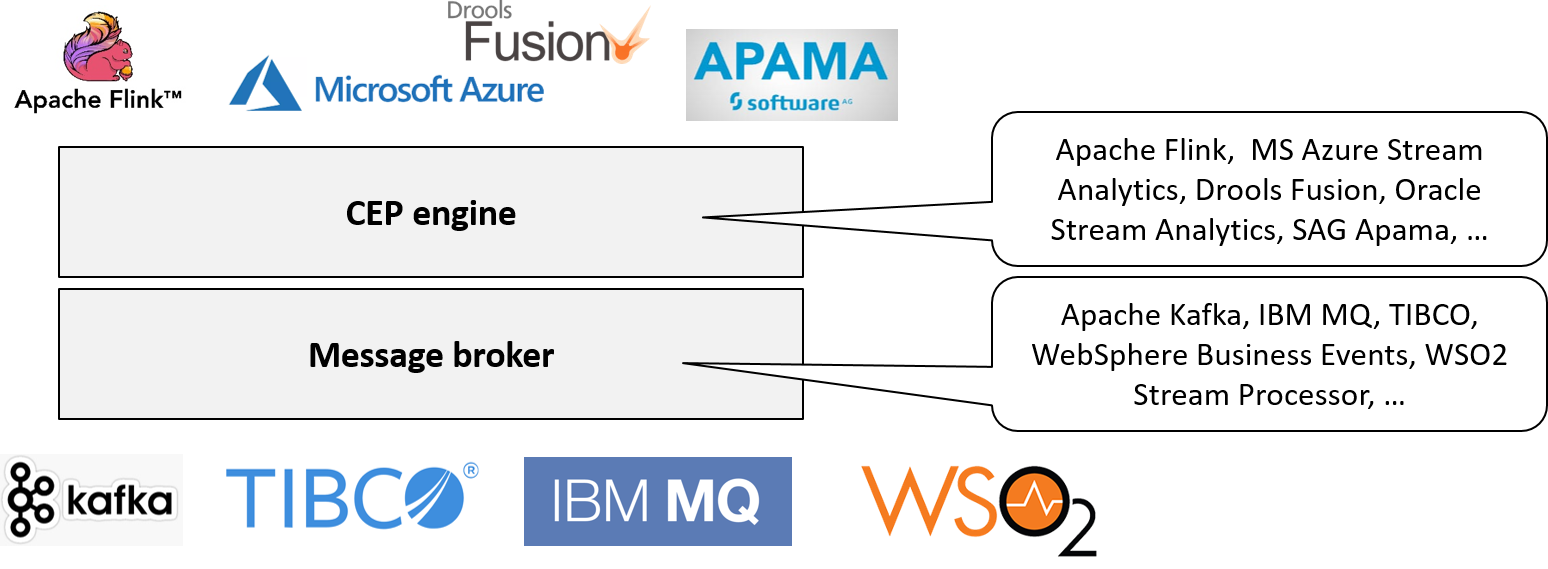 Drools
Fusion
Apache Flink™
Microsoft Azure
APAMA
software AG
CEP engine
Apache Flink,  MS Azure Stream
Analytics, Drools Fusion, Oracle
Stream Analytics, SAG Apama, …
Message broker
Apache Kafka, IBM MQ, TIBCO,
WebSphere Business Events, WSO2
Stream Processor, …
kafka
TIBCO®
IBM MQ
WSO2